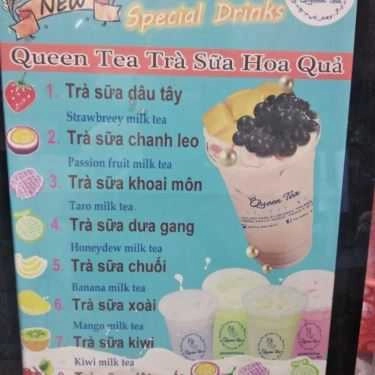 NEW
Special Drinks
Queen Tea Trà Sữa Hoa Quả
1. Trà sữa dâu tây
Strawbreey milk tea
2. Trà sữa chanh leo
Passion fruit milk tea
3. Trà sữa khoai môn
Taro milk tea
4. Trà sữa dưa gang
Honeydew milk tea
5. Trà sữa chuối
Banana milk tea
6. Trà sữa xoài
Mango milk tea
7. Trà sữa kiwi
Kiwi milk tea
Queen Tea